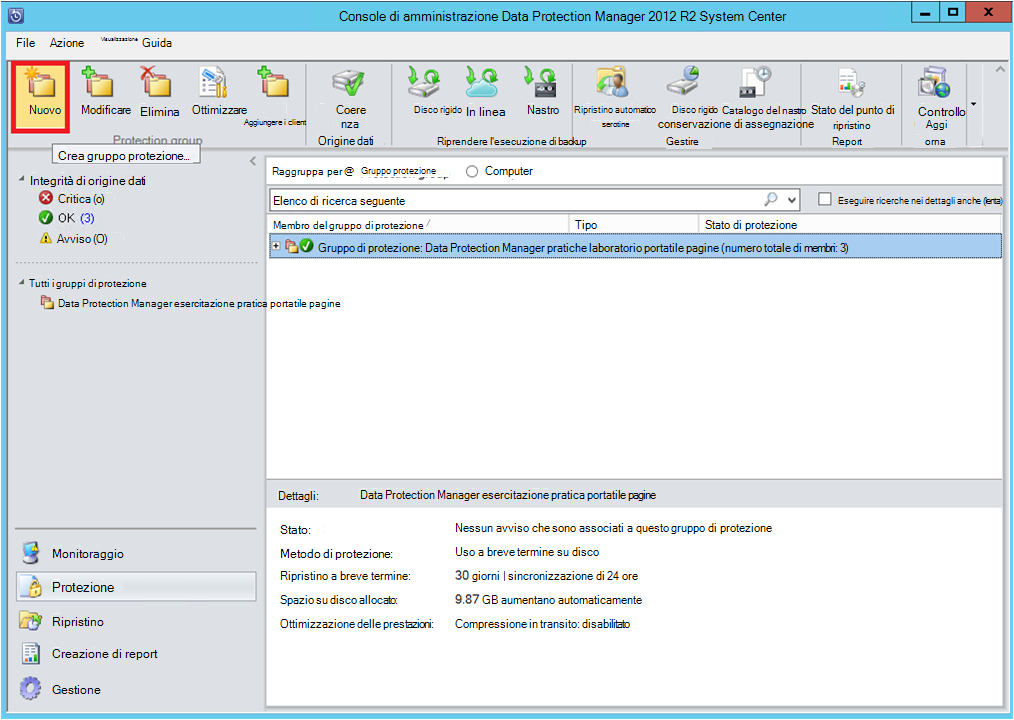 Console di amministrazione Data Protection Manager 2012 R2 System Center
File Azione Visualizzazione Guida
Nuovo Modificare Elimina Ottimizzare Aggiungere i client
Protection group
Coere
nza
Origine dati
Disco rigido In linea Nastro
Riprendere l'esecuzione di backup
Ripristino automatico
serotine
Disco rigido Catalogo del nastro
conservazione di assegnazione
Gestire
Stato del punto di
ripristino
Report
Controllo
Aggi
orna
Crea gruppo protezione...
Integrità di origine dati
Critica (o)
OK (3)
Avviso (O)
Tutti i gruppi di protezione
Data Protection Manager esercitazione pratica portatile pagine
Raggruppa per@ Gruppo protezione Computer
Elenco di ricerca seguente
Eseguire ricerche nei dettagli anche (lenta)
Membro del gruppo di protezione / Tipo Stato di protezione
Gruppo di protezione: Data Protection Manager pratiche laboratorio portatile pagine (numero totale di membri: 3)
Dettagli: Data Protection Manager esercitazione pratica portatile pagine
Stato: Nessun avviso che sono associati a questo gruppo di protezione
Metodo di protezione: Uso a breve termine su disco
Ripristino a breve termine: 30 giorni | sincronizzazione di 24 ore
Spazio su disco allocato: 9.87 GB aumentano automaticamente
Ottimizzazione delle prestazioni: Compressione in transito: disabilitato
Monitoraggio
Protezione
Ripristino
Creazione di report
Gestione